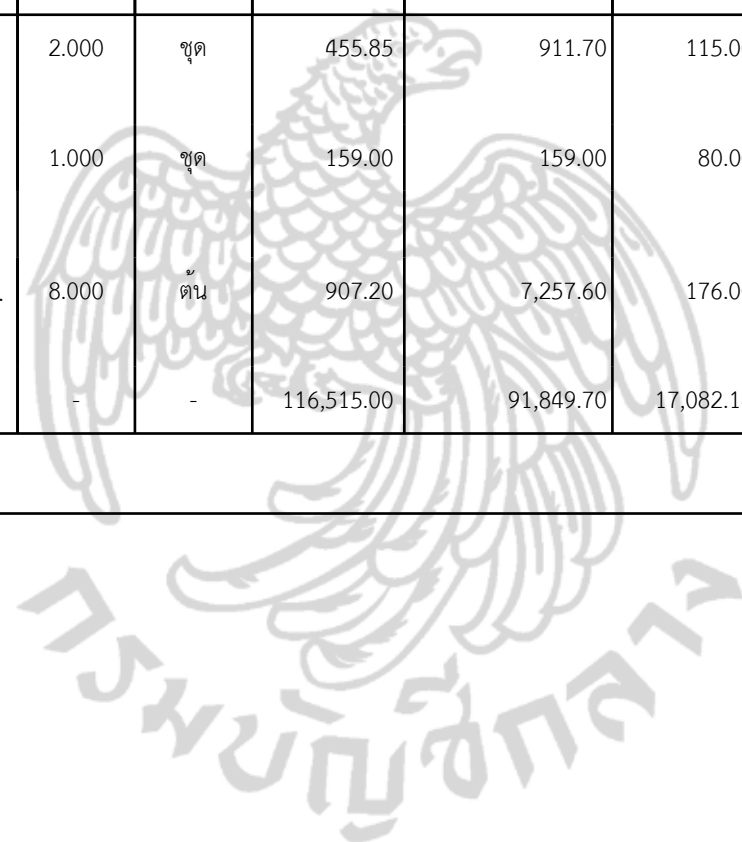 2.000 ชุด 455.85 911.70 115.0
1.000 ชุด 159.00 159.00 80.0
. 8.000 ต้น 907.20 7,257.60 176.0
- - 116,515.00 91,849.70 17,082.1
กรมบัญชีกลาง